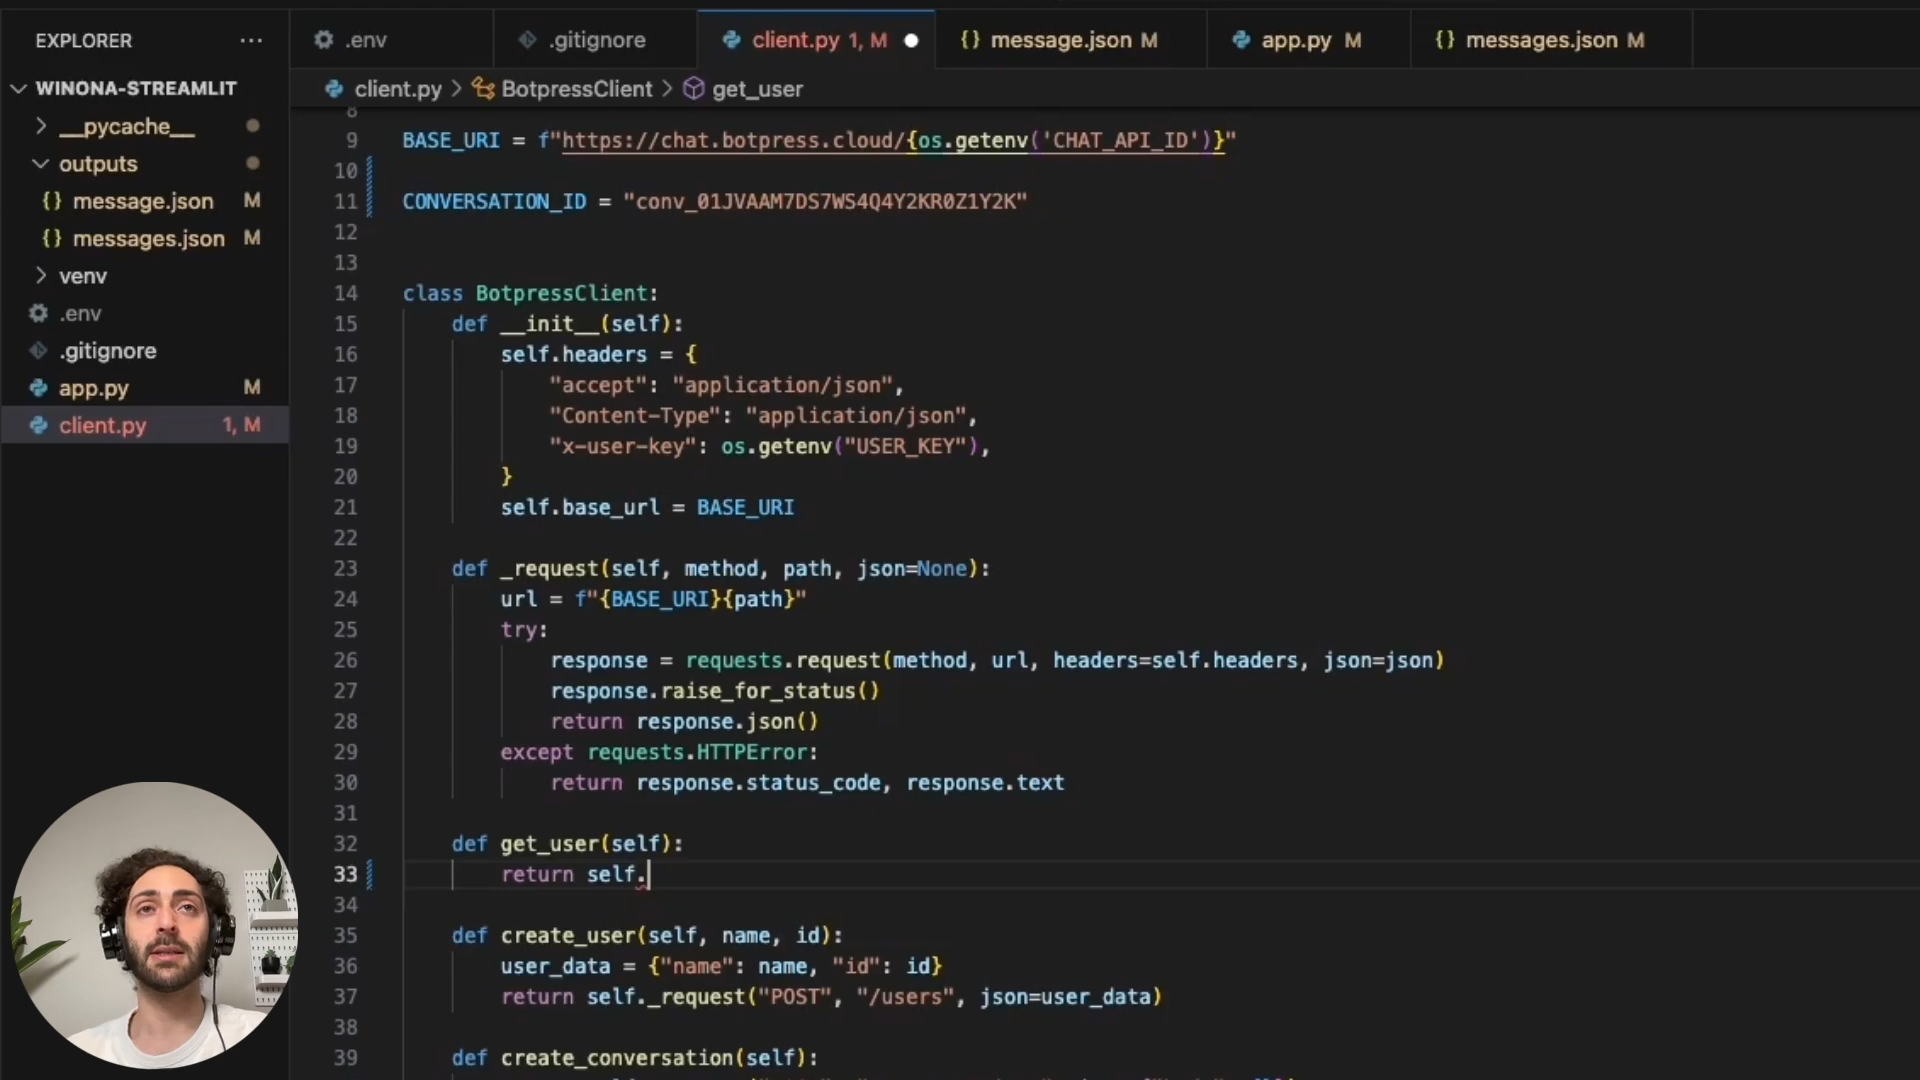 EXPLORER ···
.env
.gitignore
client.py 1, M
{} message.json M
app.py M
{} messages.json M
WINONA-STREAMLIT
__pycache__
outputs
{} message.json M
{} messages.json M
venv
.env
.gitignore
app.py M
client.py 1, M
client.py > BotpressClient > get_user
8
9 BASE_URI = f"https://chat.botpress.cloud/{os.getenv('CHAT_API_ID')}"
10
11 CONVERSATION_ID = "conv_01JVAAM7DS7WS4Q4Y2KR0Z1Y2K"
12
13
14 class BotpressClient:
15 def __init__(self):
16 self.headers = {
17 "accept": "application/json",
18 "Content-Type": "application/json",
19 "x-user-key": os.getenv("USER_KEY"),
20 }
21 self.base_url = BASE_URI
22
23 def _request(self, method, path, json=None):
24 url = f"{BASE_URI}{path}"
25 try:
26 response = requests.request(method, url, headers=self.headers, json=json)
27 response.raise_for_status()
28 return response.json()
29 except requests.HTTPError:
30 return response.status_code, response.text
31
32 def get_user(self):
33 return self.
34
35 def create_user(self, name, id):
36 user_data = {"name": name, "id": id}
37 return self._request("POST", "/users", json=user_data)
38
39 def create_conversation(self):